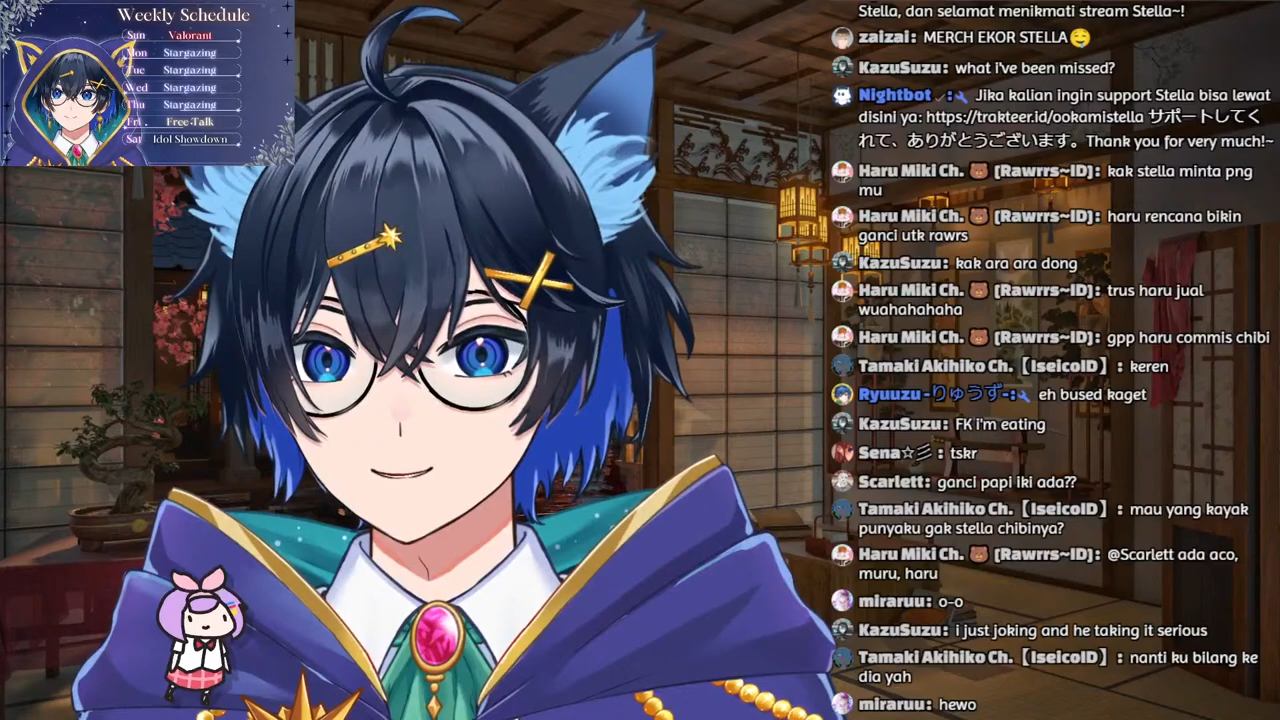 Weekly Schedule
Sun Valorant
Mon Stargazing
Tue Stargazing
Wed Stargazing
Thu Stargazing
Fri Free-Talk
Sat Idol Showdown
Stella, dan selamat menikmati stream Stella~!
zaizai: MERCH EKOR STELLA🤤
KazuSuzu: what i've been missed?
Nightbot : Jika kalian ingin support Stella bisa lewat
disini ya: https://trakteer.id/ookamistella サポートしてく
れて、ありがとうございます。Thank you for very much!~
Haru Miki Ch. 🐻 [Rawrrs~ID]: kak stella minta png
mu
Haru Miki Ch. 🐻 [Rawrrs~ID]: haru rencana bikin
ganci utk rawrs
KazuSuzu: kak ara ara dong
Haru Miki Ch. 🐻 [Rawrrs~ID]: trus haru jual
wuahahahaha
Haru Miki Ch. 🐻 [Rawrrs~ID]: gpp haru commis chibi
Tamaki Akihiko Ch.【IseicoID】: keren
Ryuuzu -りゅうず-: eh bused kaget
KazuSuzu: FK i'm eating
Sena☆彡 : tskr
Scarlett: ganci papi iki ada??
Tamaki Akihiko Ch.【IseicoID】: mau yang kayak
punyaku gak stella chibinya?
Haru Miki Ch. 🐻 [Rawrrs~ID]: @Scarlett ada aco,
muru, haru
miraruu: o-o
KazuSuzu: i just joking and he taking it serious
Tamaki Akihiko Ch.【IseicoID】: nanti ku bilang ke
dia yah
miraruu: hewo